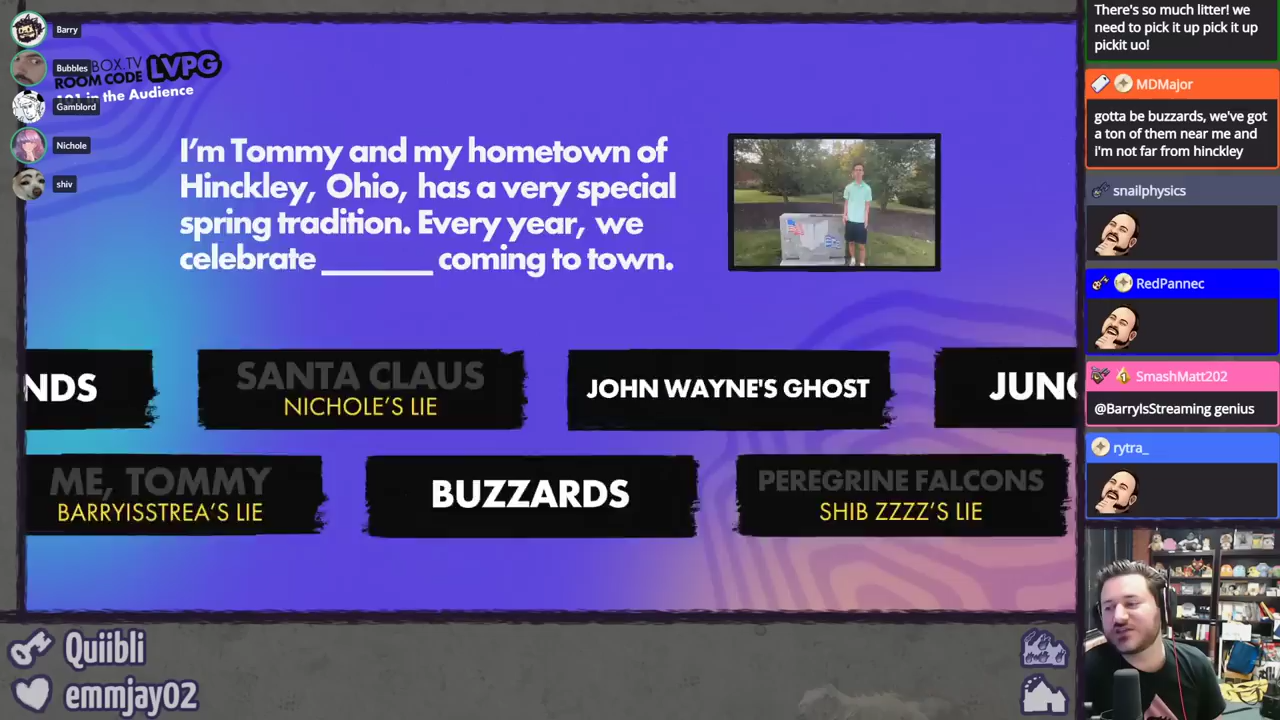 Barry
Bubbles
BOX.TV
ROOM CODE LVPG
in the Audience
Gamblord
Nichole
shiv
I'm Tommy and my hometown of
Hinckley, Ohio, has a very special
spring tradition. Every year, we
celebrate ________ coming to town.
NDS
SANTA CLAUS
NICHOLE'S LIE
JOHN WAYNE'S GHOST
JUNC
ME, TOMMY
BARRYISSTREA'S LIE
BUZZARDS
PEREGRINE FALCONS
SHIB ZZZZ'S LIE
Quiibli
emmjay02
There's so much litter! we
need to pick it up pick it up
pickit uo!
MDMajor
gotta be buzzards, we've got
a ton of them near me and
i'm not far from hinckley
snailphysics
RedPannec
SmashMatt202
@BarryIsStreaming genius
rytra_